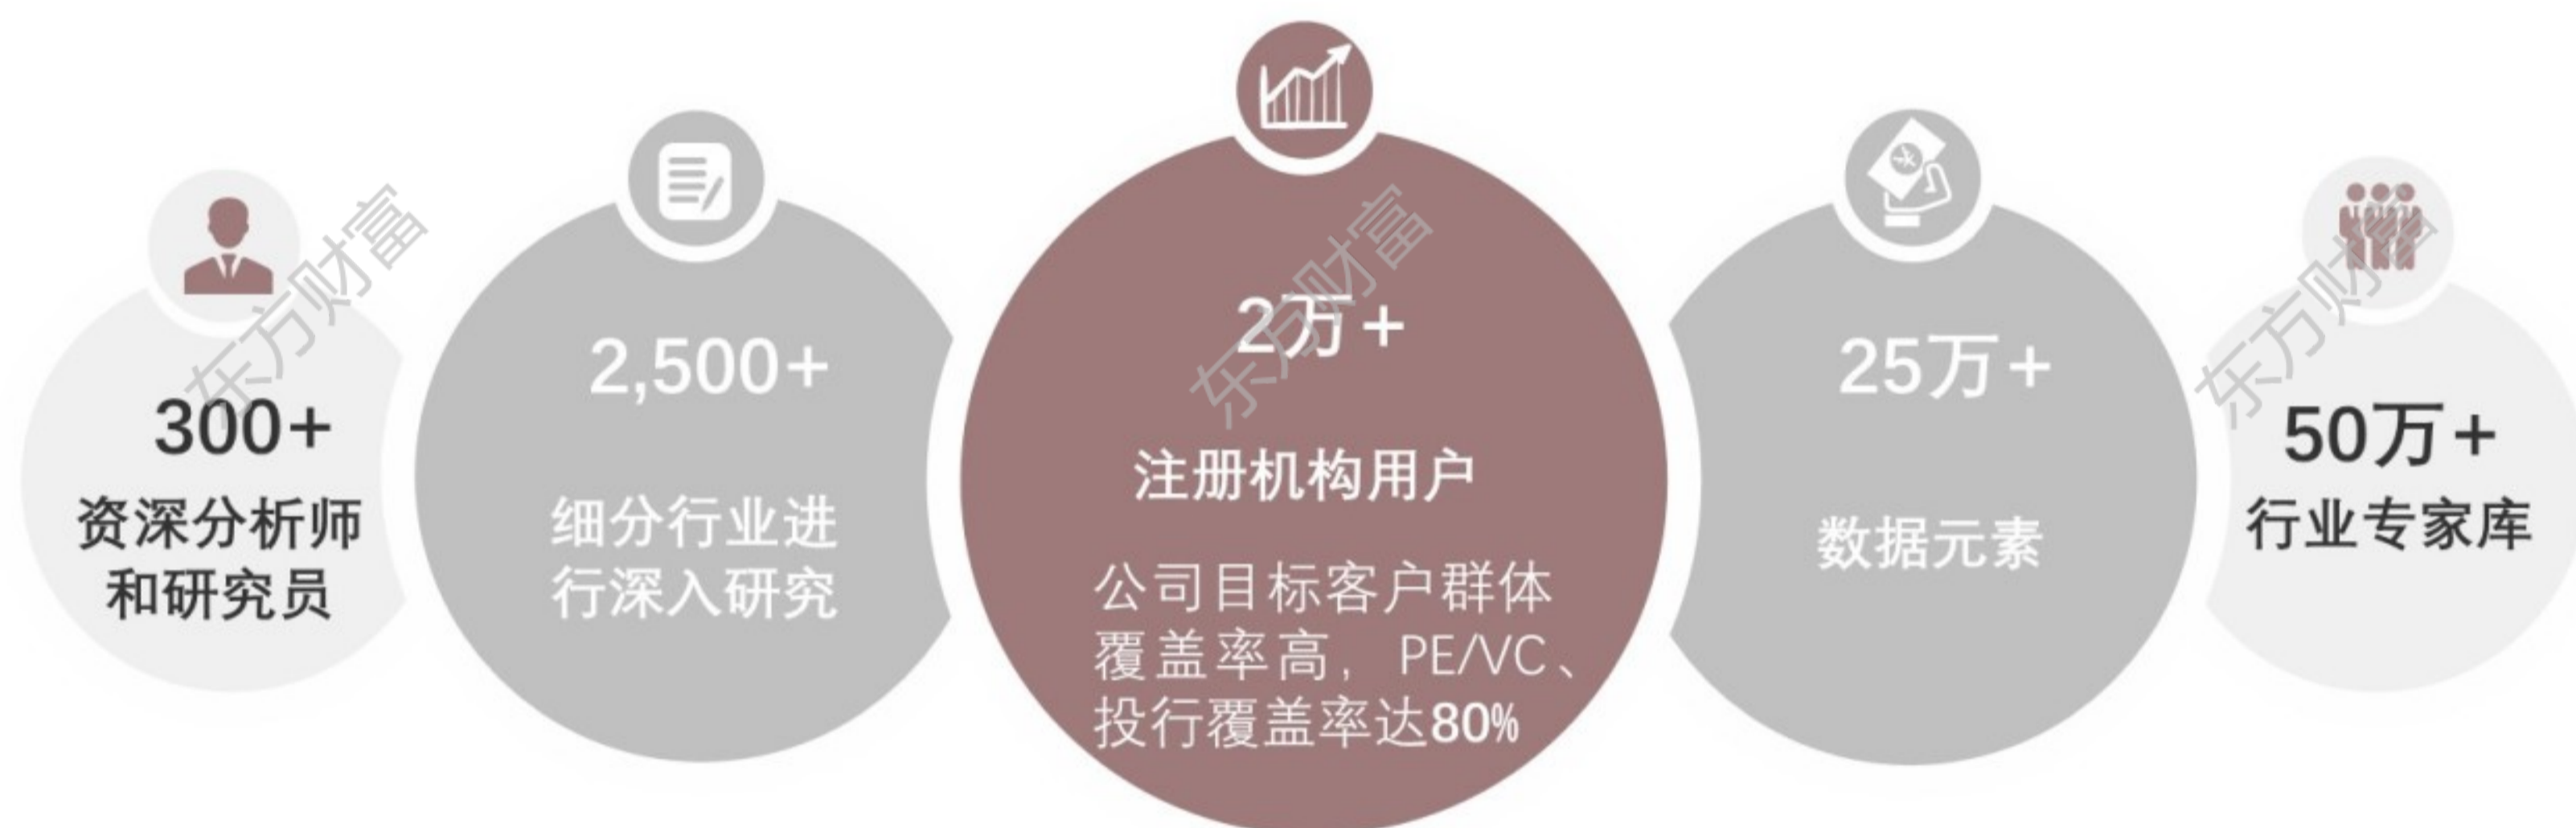 300+
资深分析师
和研究员
2,500+
细分行业进
行深入研究
2万+
注册机构用户
公司目标客户群体
覆盖率高，PE/VC、
投行覆盖率达80%
25万+
数据元素
50万+
行业专家库
东方财富
东方财富
东方财富